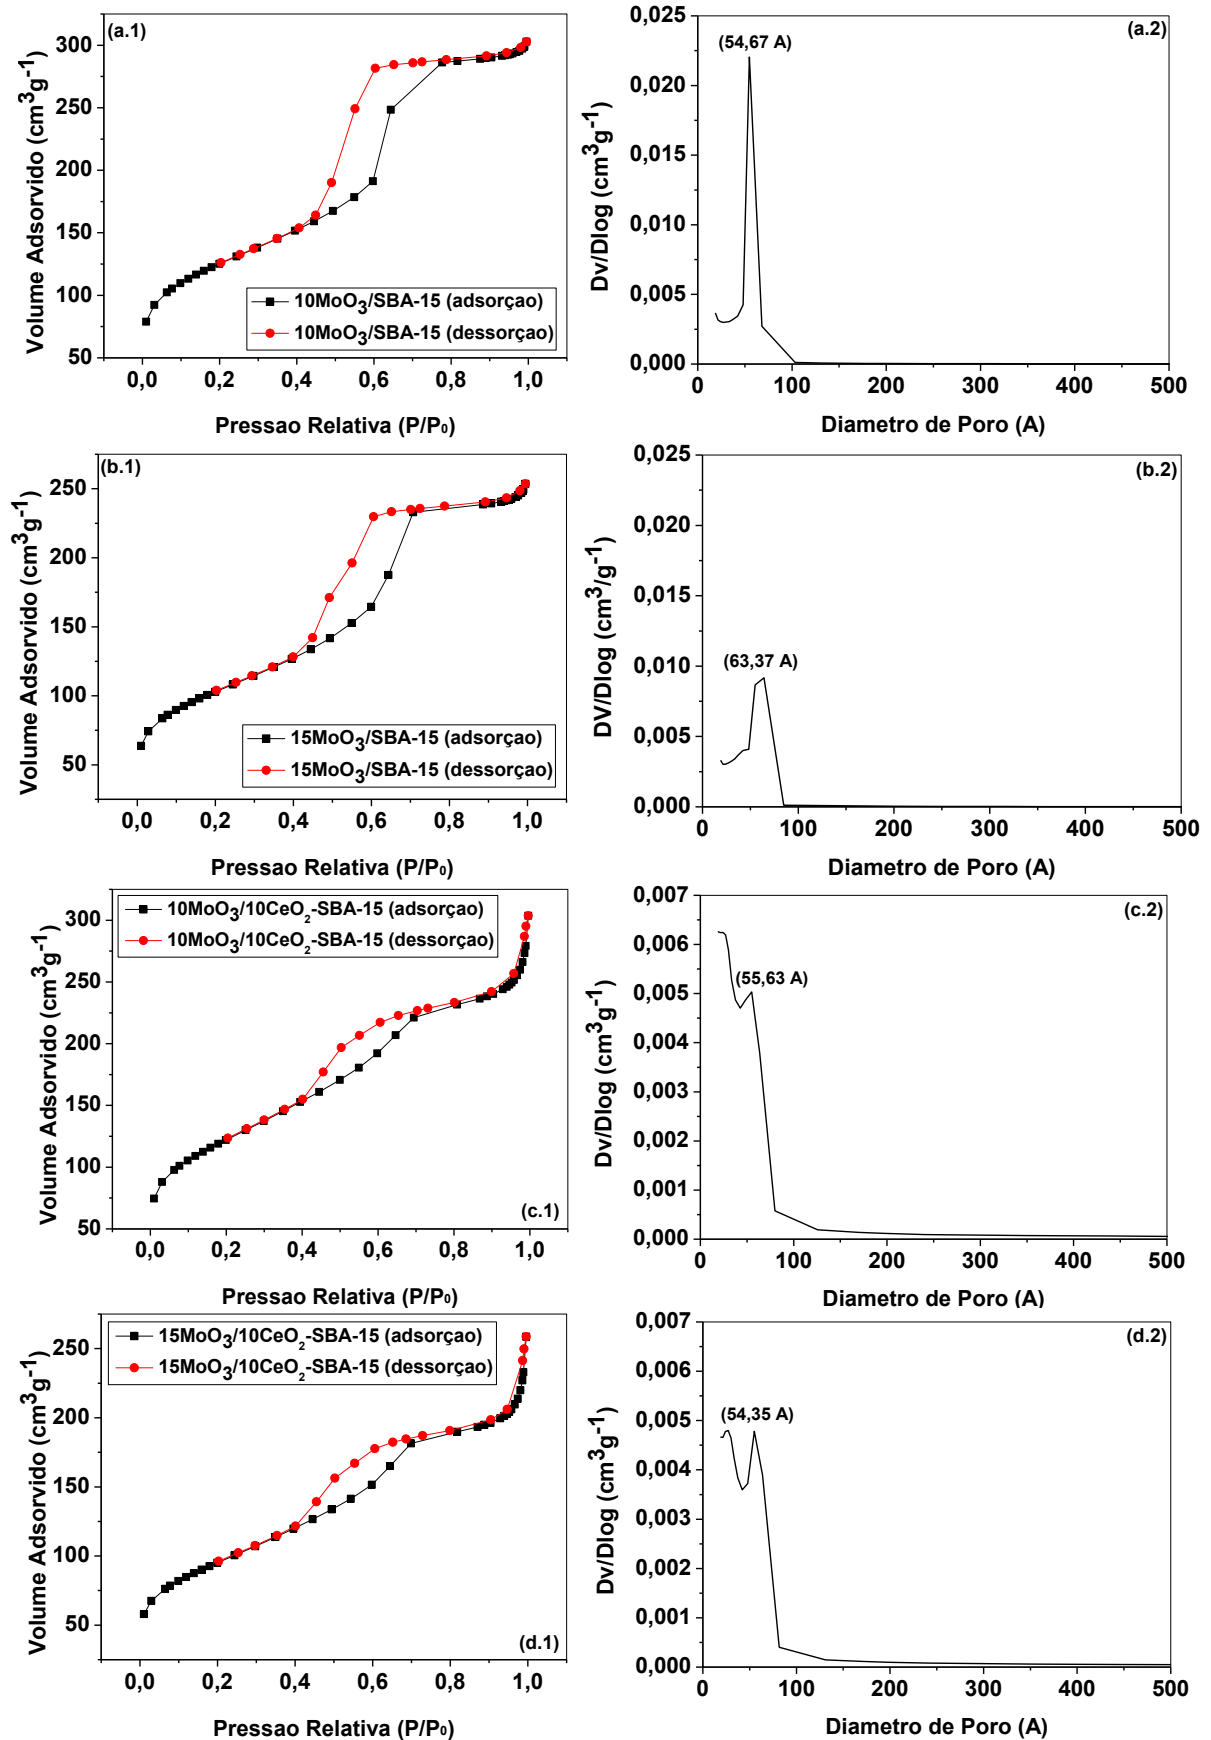 (a.1)
300
250
200
150
100
50
Volume Adsorvido (cm³g⁻¹)
10MoO₃/SBA-15 (adsorçao)
10MoO₃/SBA-15 (dessorçao)
0,0 0,2 0,4 0,6 0,8 1,0
Pressao Relativa (P/P₀)
(a.2)
(54,67 A)
0,025
0,020
0,015
0,010
0,005
0,000
Dv/Dlog (cm³g⁻¹)
0 100 200 300 400 500
Diametro de Poro (A)
(b.1)
250
200
150
100
50
Volume Adsorvido (cm³g⁻¹)
15MoO₃/SBA-15 (adsorçao)
15MoO₃/SBA-15 (dessorçao)
0,0 0,2 0,4 0,6 0,8 1,0
Pressao Relativa (P/P₀)
(b.2)
(63,37 A)
0,025
0,020
0,015
0,010
0,005
0,000
DV/Dlog (cm³/g⁻¹)
0 100 200 300 400 500
Diametro de Poro (A)
10MoO₃/10CeO₂-SBA-15 (adsorçao)
10MoO₃/10CeO₂-SBA-15 (dessorçao)
300
250
200
150
100
50
Volume Adsorvido (cm³g⁻¹)
(c.1)
0,0 0,2 0,4 0,6 0,8 1,0
Pressao Relativa (P/P₀)
(c.2)
(55,63 A)
0,007
0,006
0,005
0,004
0,003
0,002
0,001
0,000
Dv/Dlog (cm³g⁻¹)
0 100 200 300 400 500
Diametro de Poro (A)
15MoO₃/10CeO₂-SBA-15 (adsorçao)
15MoO₃/10CeO₂-SBA-15 (dessorçao)
250
200
150
100
50
Volume Adsorvido (cm³g⁻¹)
(d.1)
0,0 0,2 0,4 0,6 0,8 1,0
Pressao Relativa (P/P₀)
(d.2)
(54,35 A)
0,007
0,006
0,005
0,004
0,003
0,002
0,001
0,000
Dv/Dlog (cm³g⁻¹)
0 100 200 300 400 500
Diametro de Poro (A)